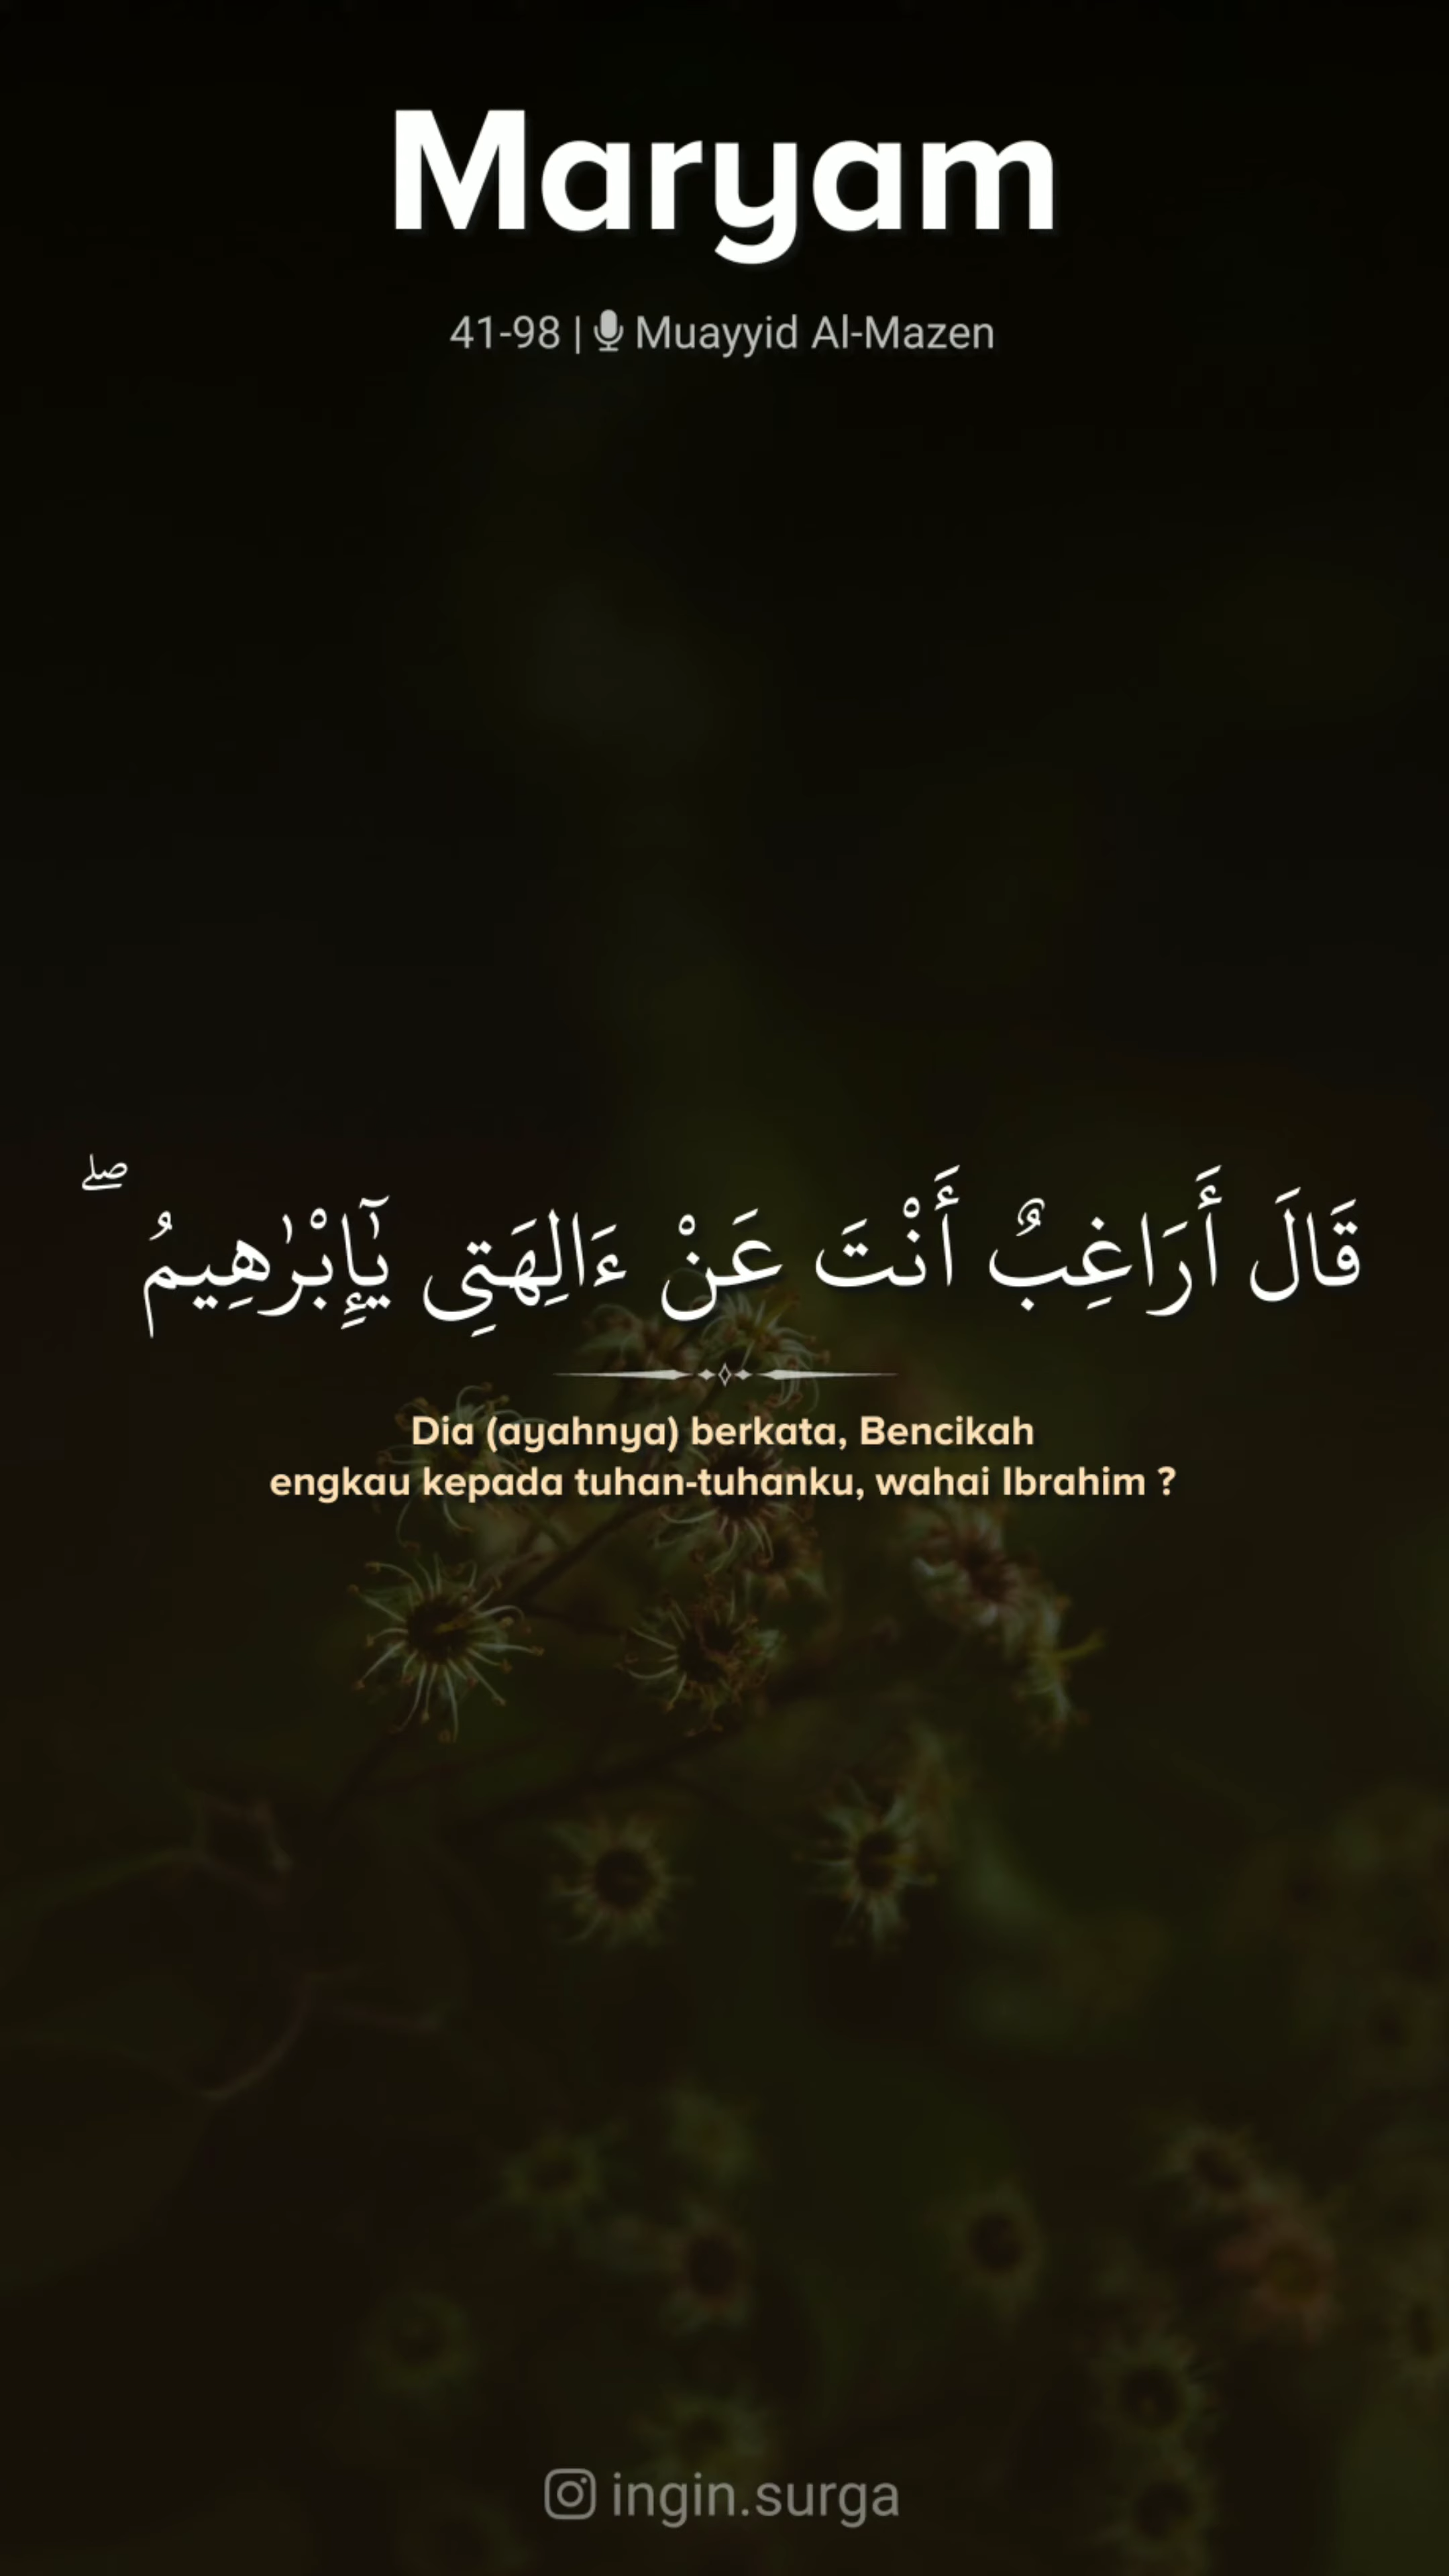 Maryam
41-98 | Muayyid Al-Mazen
قَالَ أَرَاغِبٌ أَنْتَ عَنْ ءَالِهَتِى يَٰٓإِبْرَٰهِيمُ ۖ
Dia (ayahnya) berkata, Bencikah
engkau kepada tuhan-tuhanku, wahai Ibrahim ?
ingin.surga